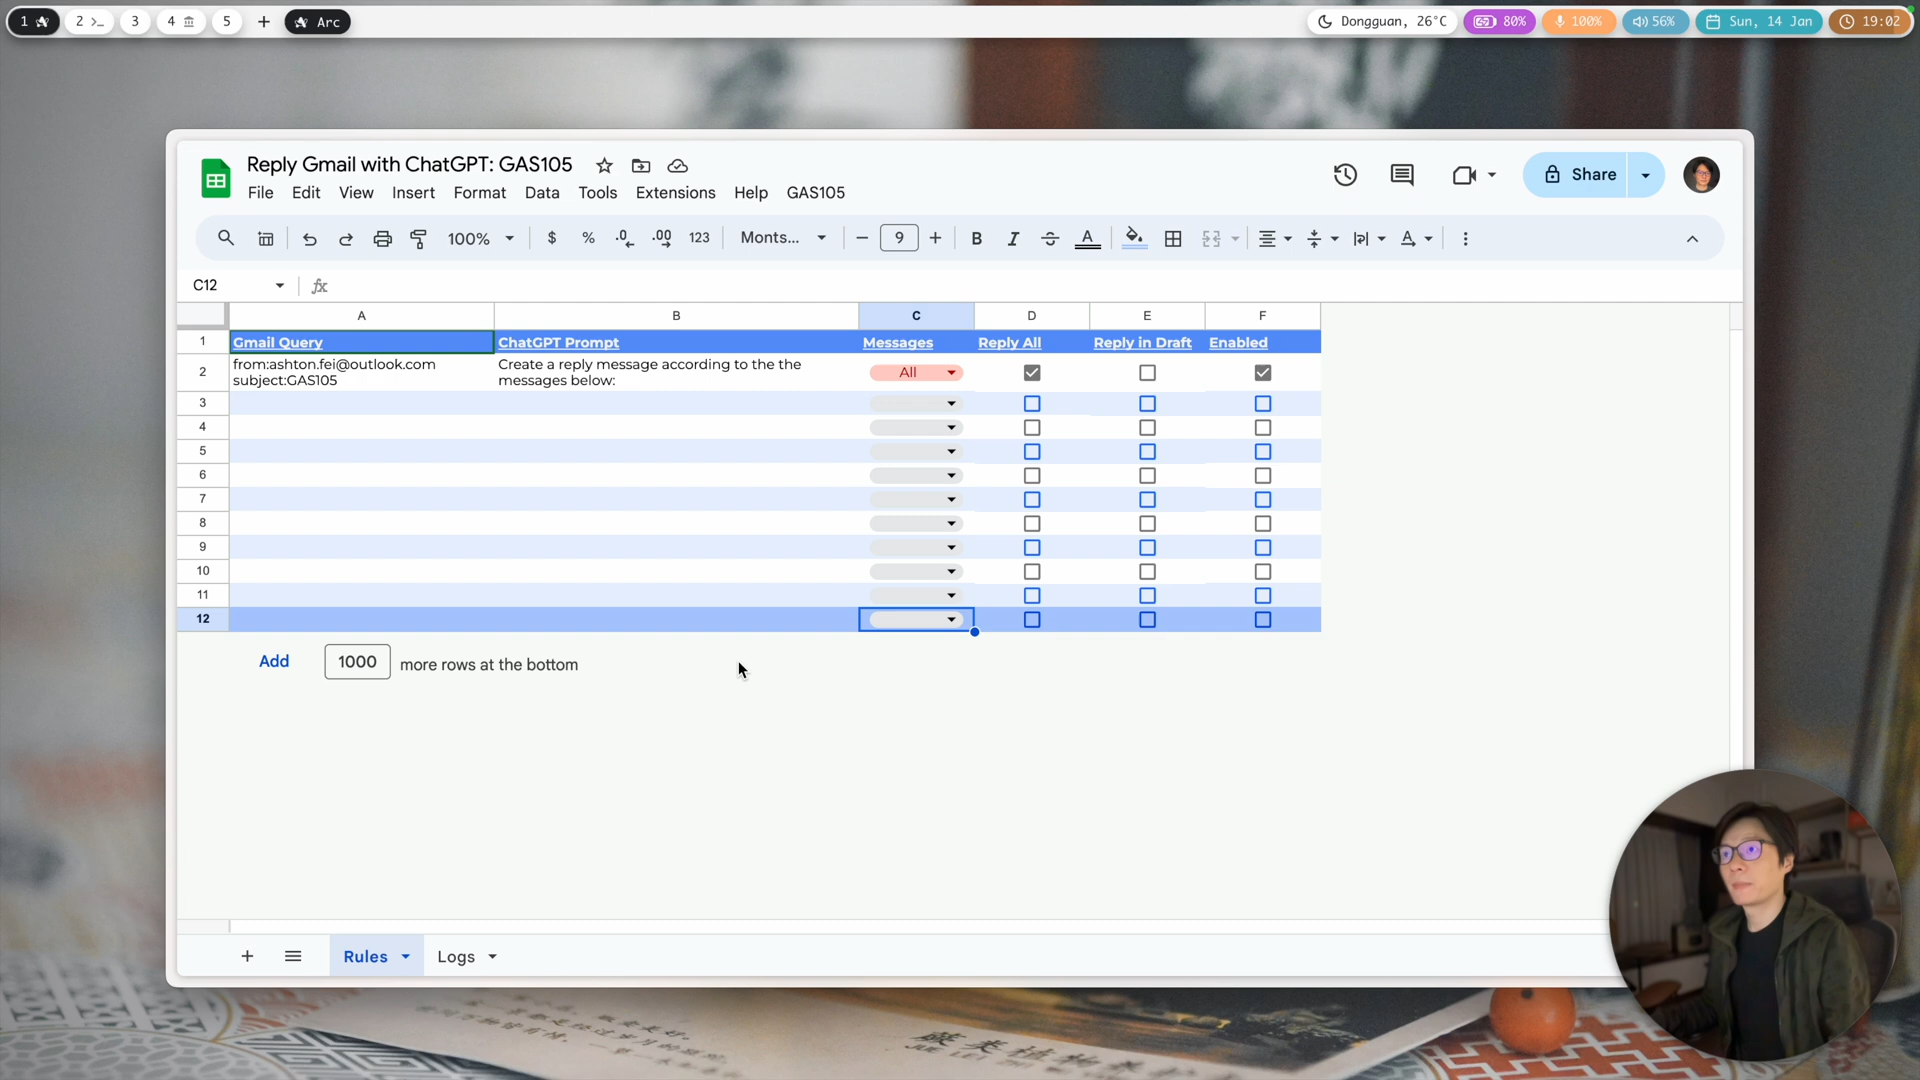 1 2 3 4 5 + Arc
Dongguan, 26°C 80% 100% 56% Sun, 14 Jan 19:02
Reply Gmail with ChatGPT: GAS105
File Edit View Insert Format Data Tools Extensions Help GAS105
Share
100% $ % .0 .00 123 Monts... 9 B I A
C12 fx
A B C D E F
1 Gmail Query ChatGPT Prompt Messages Reply All Reply in Draft Enabled
2 from:ashton.fei@outlook.com Create a reply message according to the the All
subject:GAS105 messages below:
3
4
5
6
7
8
9
10
11
12
Add 1000 more rows at the bottom
+ Rules Logs